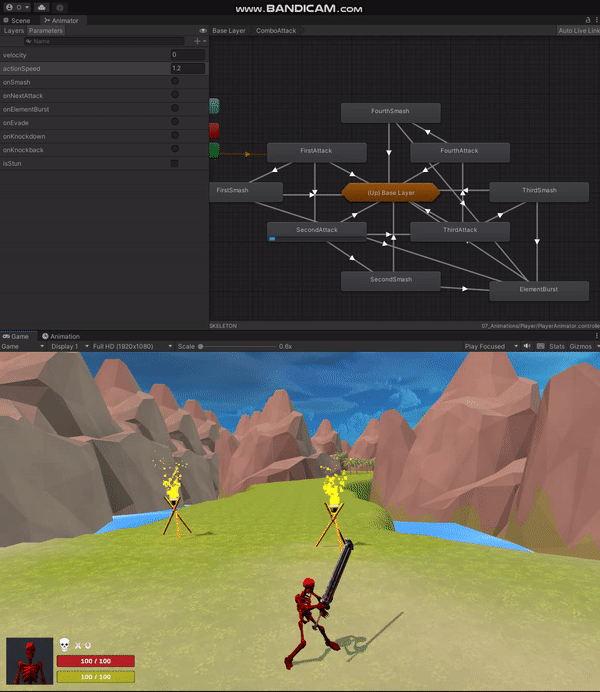 WWW.BANDICAM.COM
Scene
Animator
a
Layers
Parameters
Base Layer
ComboAttack
Auto Live Link
Name
velocity
0
actionSpeed
1.2
onSmash
onNextAttack
onElementBurst
onEvade
onKnockdown
onKnockback
isStun
FourthSmash
FirstAttack
FourthAttack
FirstSmash
(Up) Base Layer
ThirdSmash
SecondAttack
ThirdAttack
SecondSmash
ElementBurst
SKELETON
07_Animations/Player/PlayerAnimator.controlle
Game
Animation
Game
Display 1
Full HD (1920x1080)
Scale
0.6x
Play Focused
Stats
Gizmos
100 / 100
100 / 100